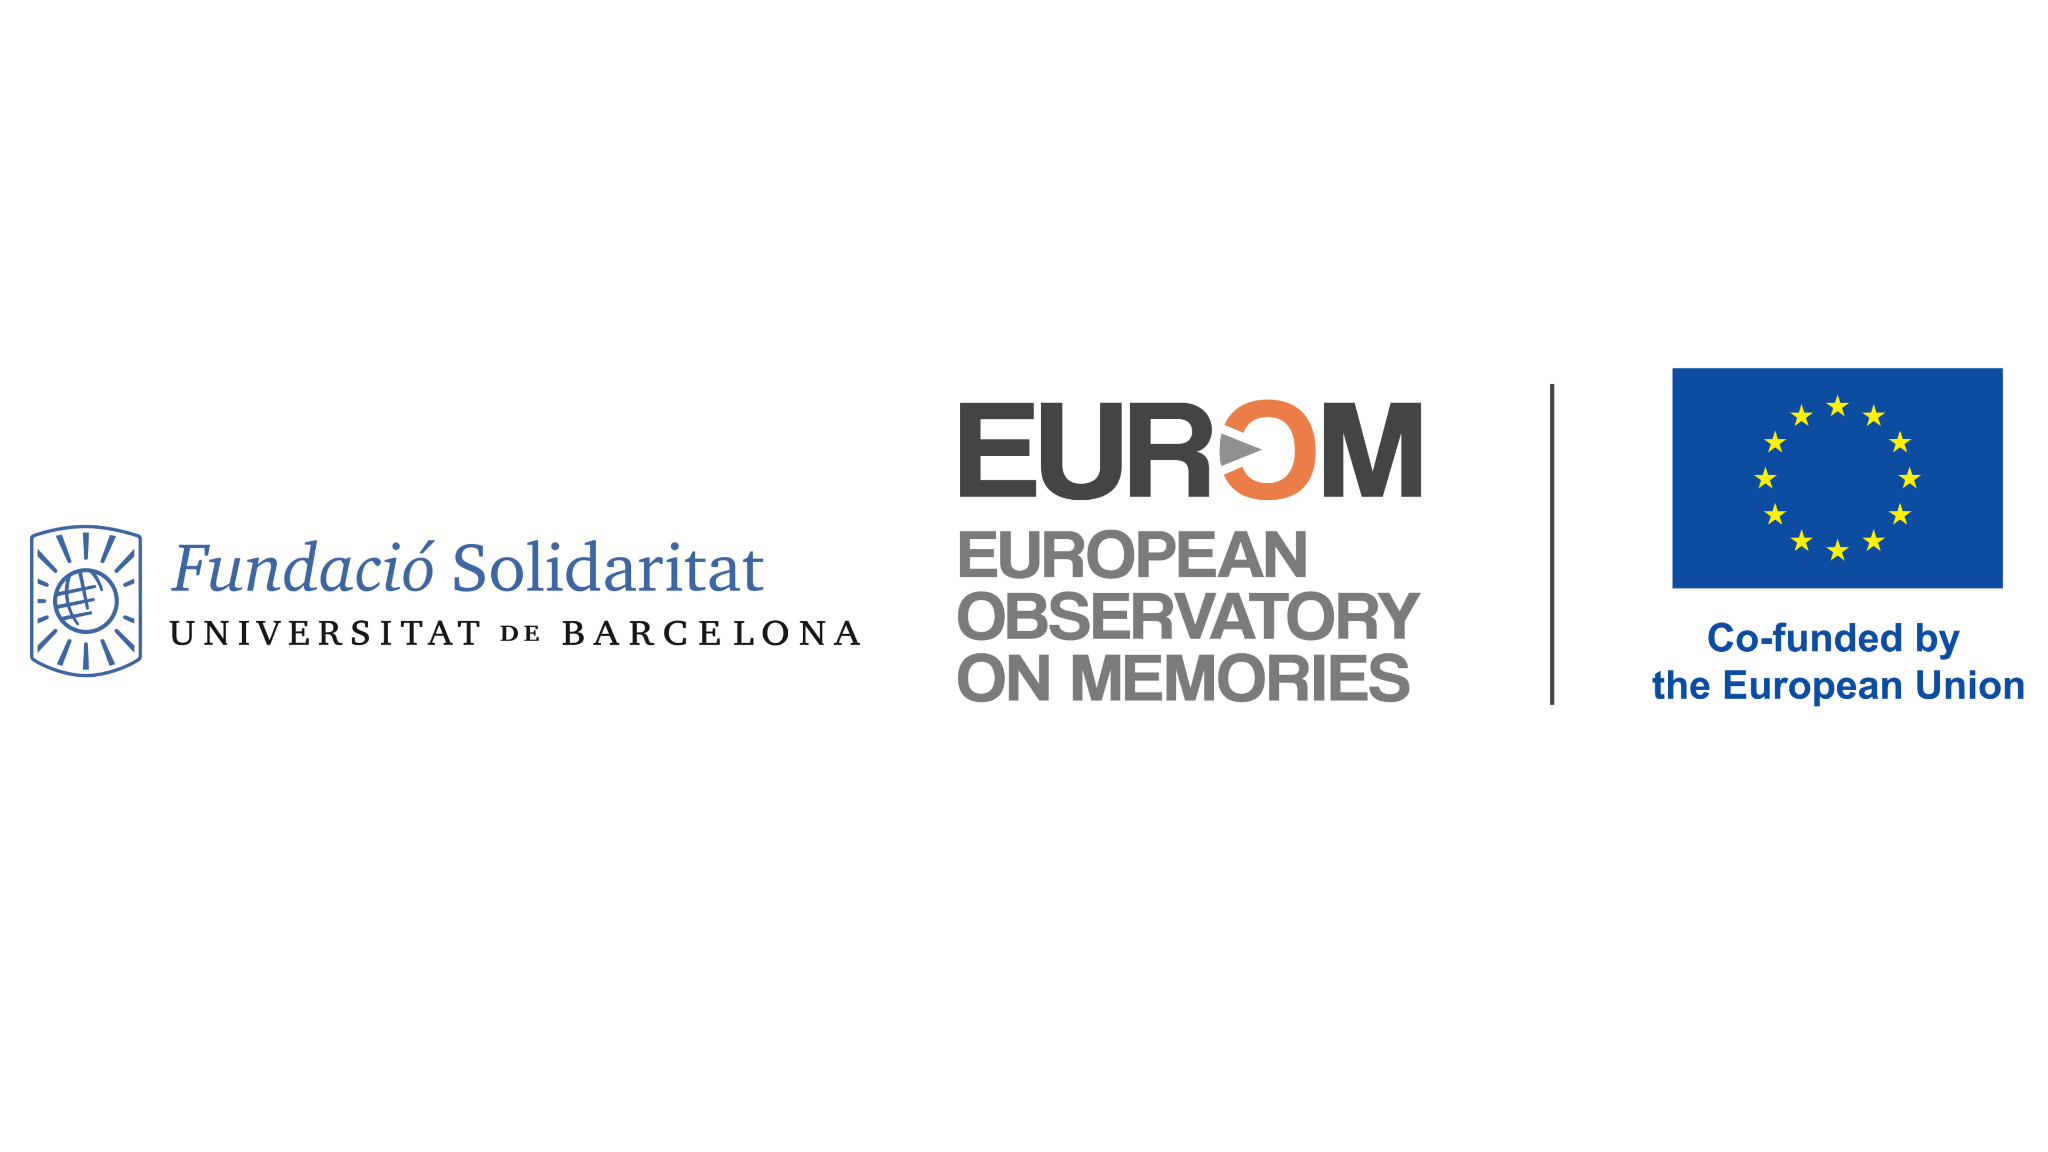 Fundació Solidaritat
UNIVERSITAT DE BARCELONA
EUROM
EUROPEAN
OBSERVATORY
ON MEMORIES
Co-funded by
the European Union